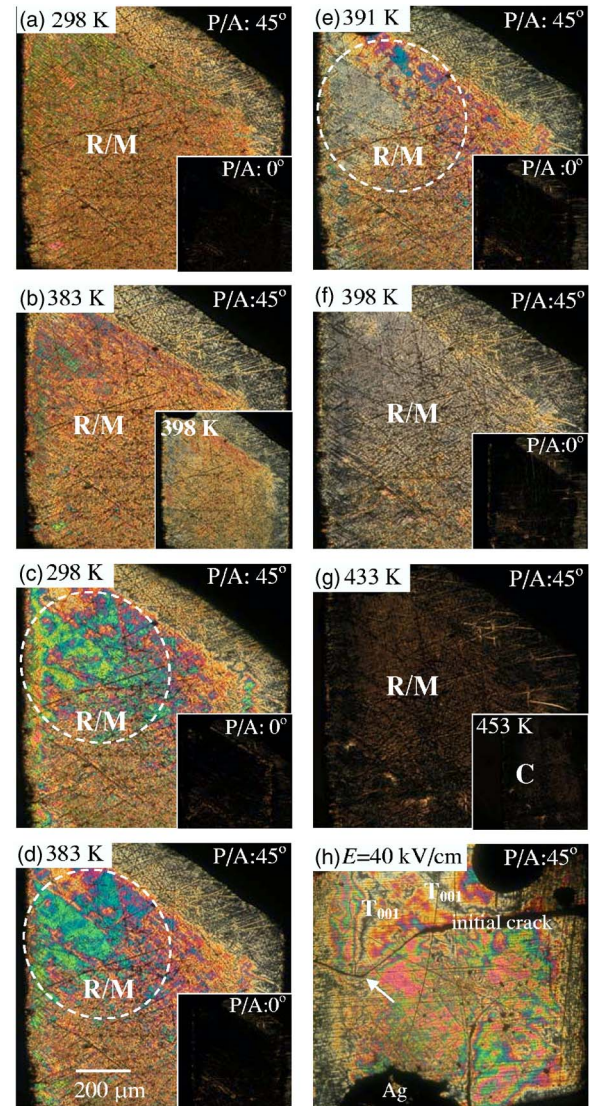 (a) 298 K P/A: 45°
R/M
P/A: 0°
(b) 383 K P/A:45°
R/M
398 K
(c) 298 K P/A: 45°
R/M
P/A: 0°
(d) 383 K P/A:45°
R/M
P/A:0°
200 μm
(e) 391 K P/A: 45°
R/M
P/A :0°
(f) 398 K P/A:45°
R/M
P/A:0°
(g) 433 K P/A:45°
R/M
453 K
C
(h) E=40 kV/cm P/A:45°
T001 T001
initial crack
Ag